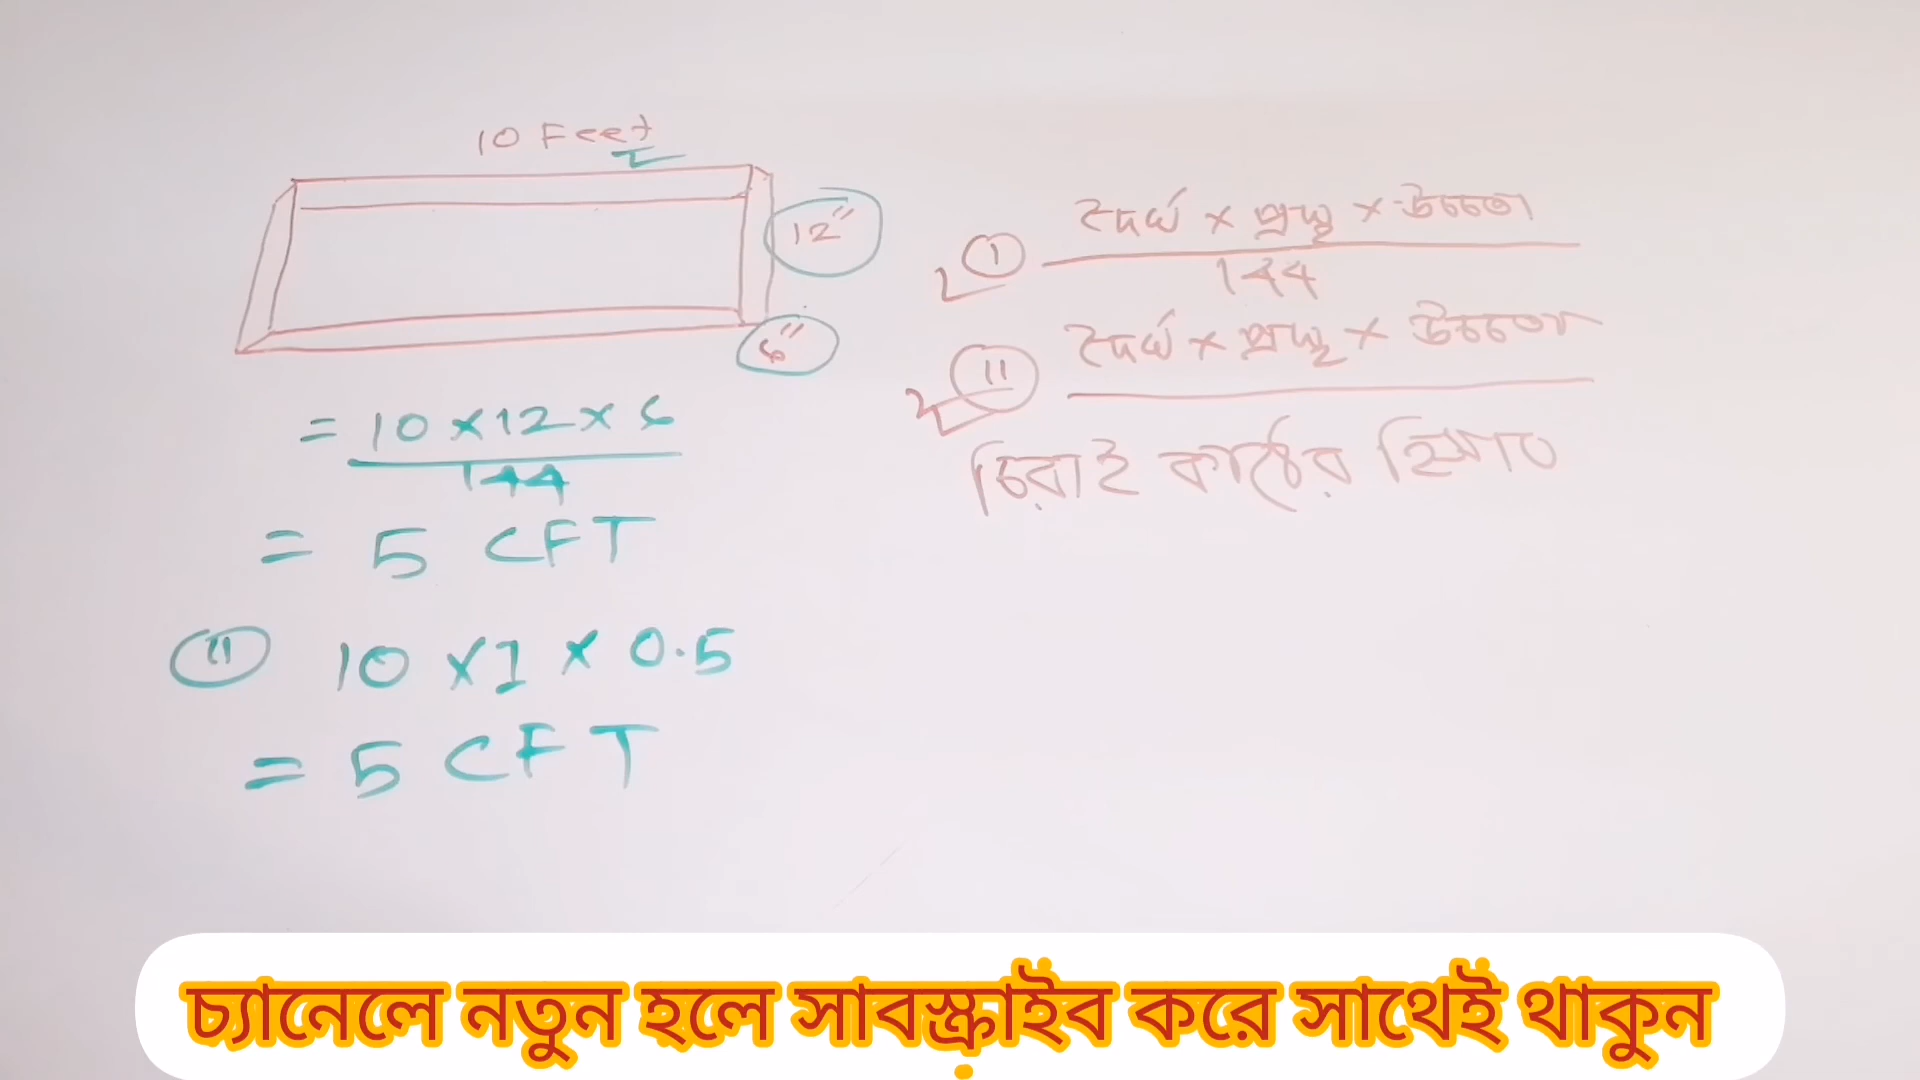 10 Feet
12"
6"
= 10 × 12 × 6
144
= 5 CFT
II 10 × 1 × 0.5
= 5 CFT
I দৈর্ঘ্য × প্রস্থ × উচ্চতা
144
II দৈর্ঘ্য × প্রস্থ × উচ্চতা
চিরাই কাঠের হিসাব
চ্যানেলে নতুন হলে সাবস্ক্রাইব করে সাথেই থাকুন